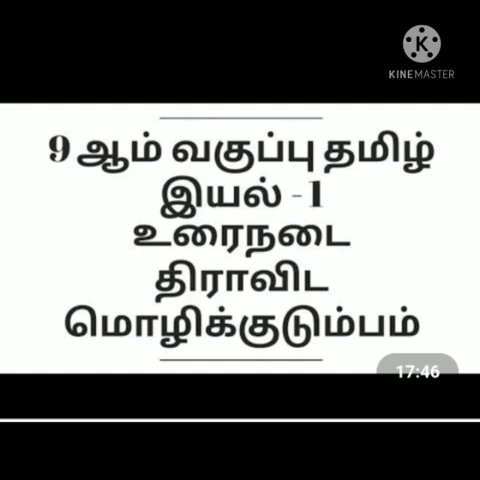 KINEMASTER
9 ஆம் வகுப்பு தமிழ்
இயல் - 1
உரைநடை
திராவிட
மொழிக்குடும்பம்
17:46